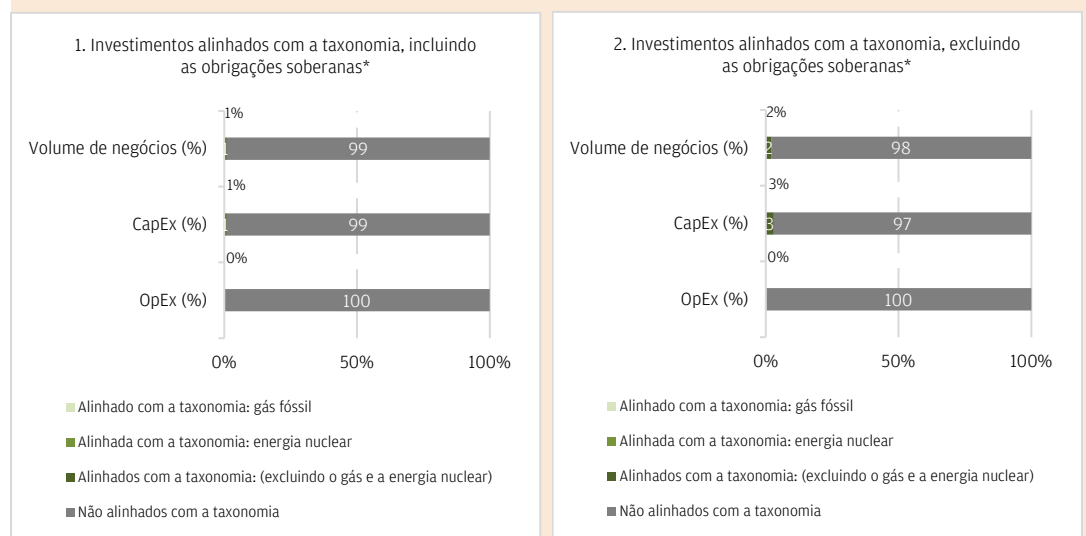 1. Investimentos alinhados com a taxonomia, incluindo
as obrigações soberanas*
1%
Volume de negócios (%)
1
99
1%
CapEx (%)
1
99
0%
OpEx (%)
100
0%
50%
100%
Alinhado com a taxonomia: gás fóssil
Alinhada com a taxonomia: energia nuclear
Alinhados com a taxonomia: (excluindo o gás e a energia nuclear)
Não alinhados com a taxonomia
2. Investimentos alinhados com a taxonomia, excluindo
as obrigações soberanas*
2%
Volume de negócios (%)
2
98
3%
CapEx (%)
3
97
0%
OpEx (%)
100
0%
50%
100%
Alinhado com a taxonomia: gás fóssil
Alinhada com a taxonomia: energia nuclear
Alinhados com a taxonomia: (excluindo o gás e a energia nuclear)
Não alinhados com a taxonomia